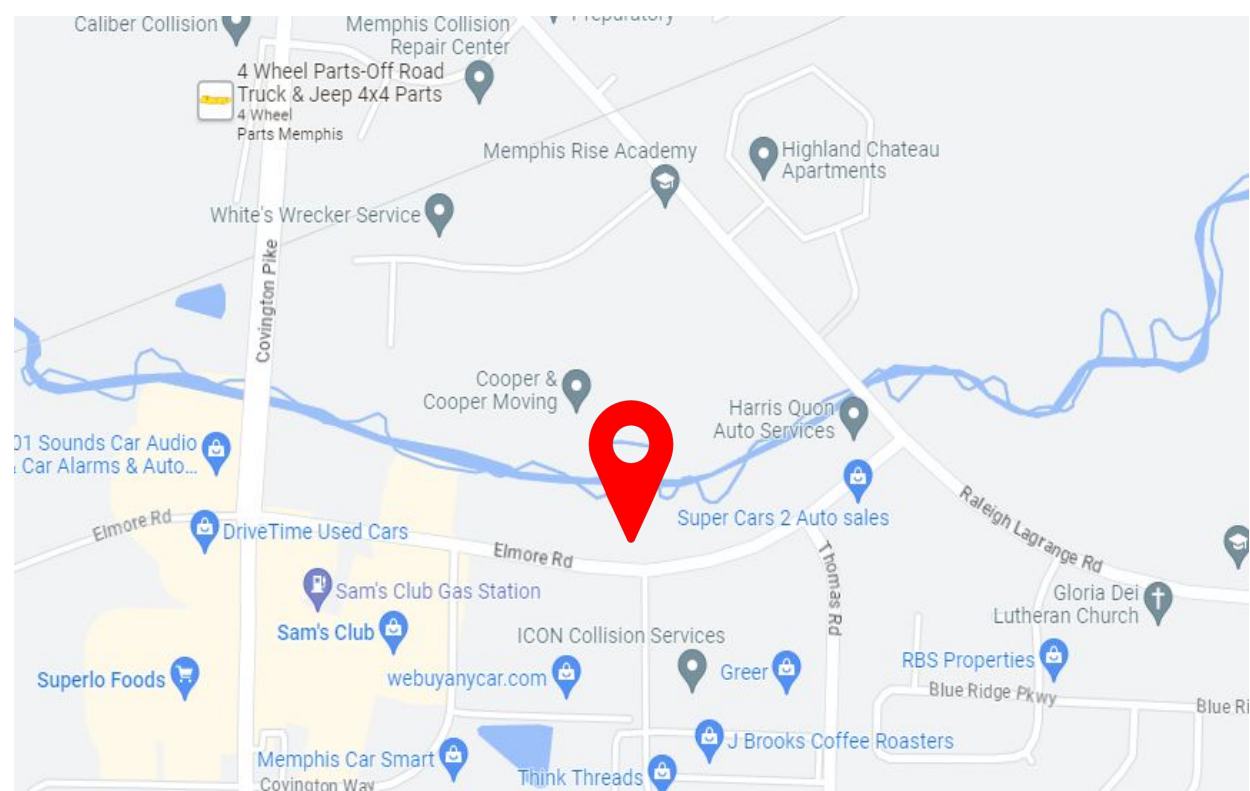 Caliber Collision
Memphis Collision
Repair Center
Preparatory
4 Wheel Parts-Off Road
Truck & Jeep 4x4 Parts
4 Wheel
Parts Memphis
Memphis Rise Academy
Highland Chateau
Apartments
White's Wrecker Service
Covington Pike
Cooper &
Cooper Moving
Harris Quon
Auto Services
01 Sounds Car Audio
& Car Alarms & Auto...
Super Cars 2 Auto sales
Raleigh Lagrange Rd
Elmore Rd
DriveTime Used Cars
Elmore Rd
Thomas Rd
Sam's Club Gas Station
Gloria Dei
Lutheran Church
Sam's Club
ICON Collision Services
Superlo Foods
webuyanycar.com
Greer
RBS Properties
Blue Ridge Pkwy
Blue Ri
J Brooks Coffee Roasters
Memphis Car Smart
Think Threads
Covington Way